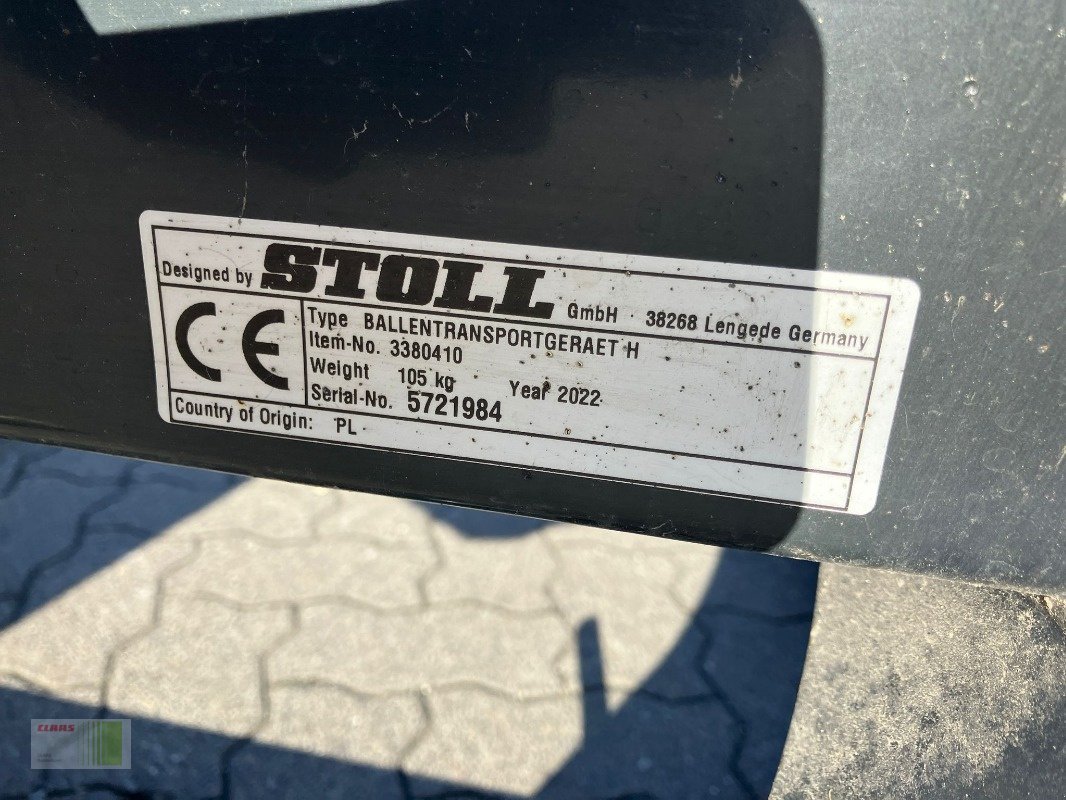 Designed by STOLL GmbH · 38268 Lengede Germany
CE
Type BALLENTRANSPORTGERAET H
Item-No. 3380410
Weight 105 kg Year 2022
Serial-No. 5721984
Country of Origin: PL
CLAAS